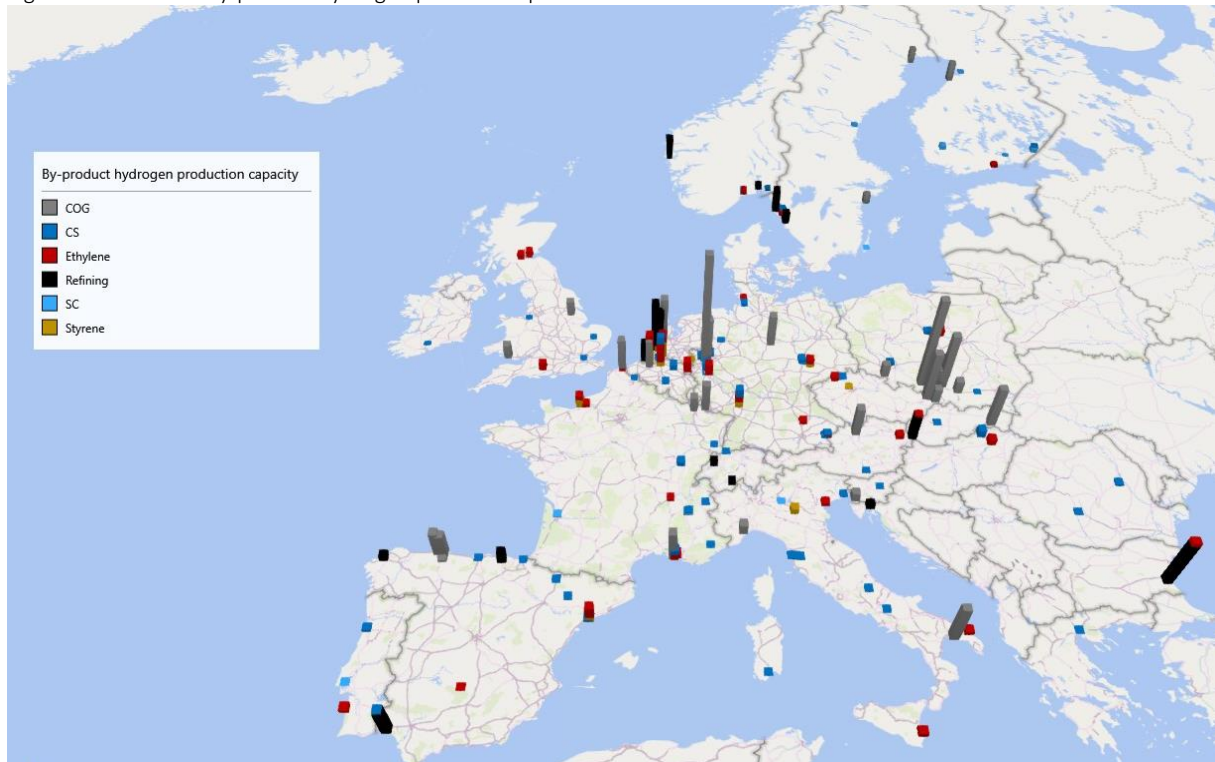 By-product hydrogen production capacity
COG
CS
Ethylene
Refining
SC
Styrene